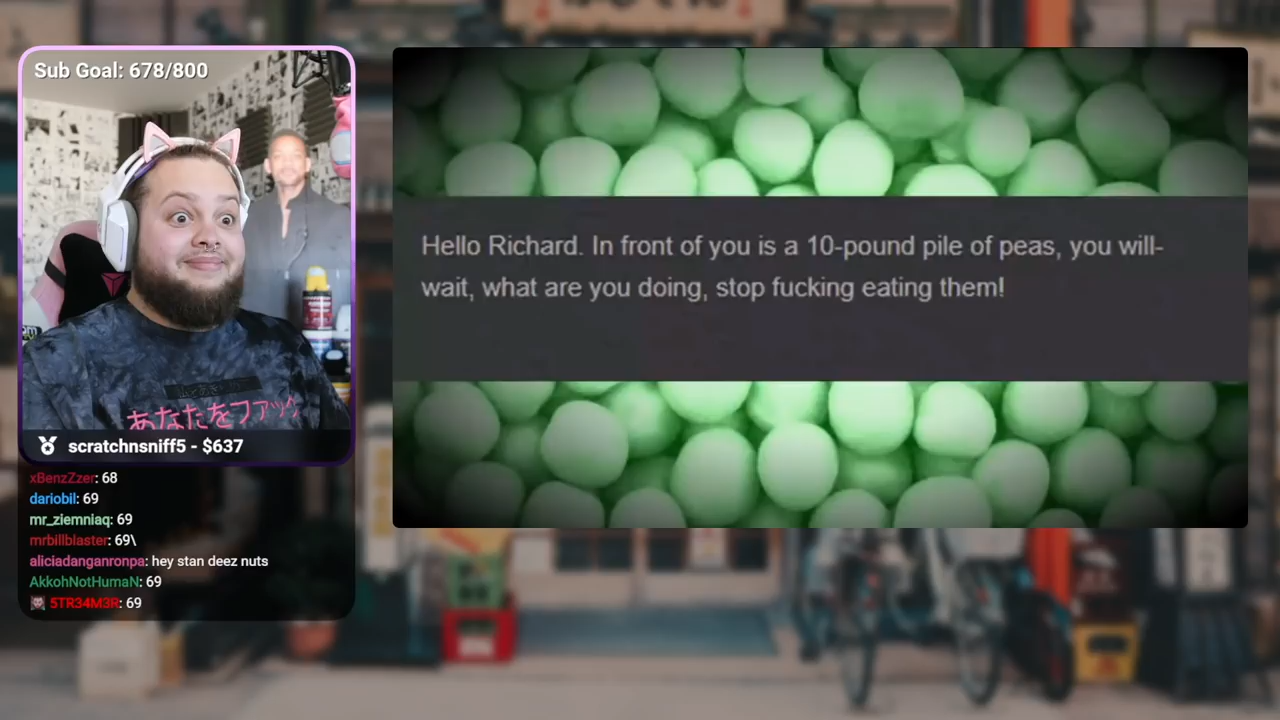 Sub Goal: 678/800
あなたをファック
scratchnsniff5 - $637
xBenzZzer: 68
dariobil: 69
mr_ziemniaq: 69
mrbillblaster: 69\
aliciadanganronpa: hey stan deez nuts
AkkohNotHumaN: 69
5TR34M3R: 69
Hello Richard. In front of you is a 10-pound pile of peas, you will-
wait, what are you doing, stop fucking eating them!